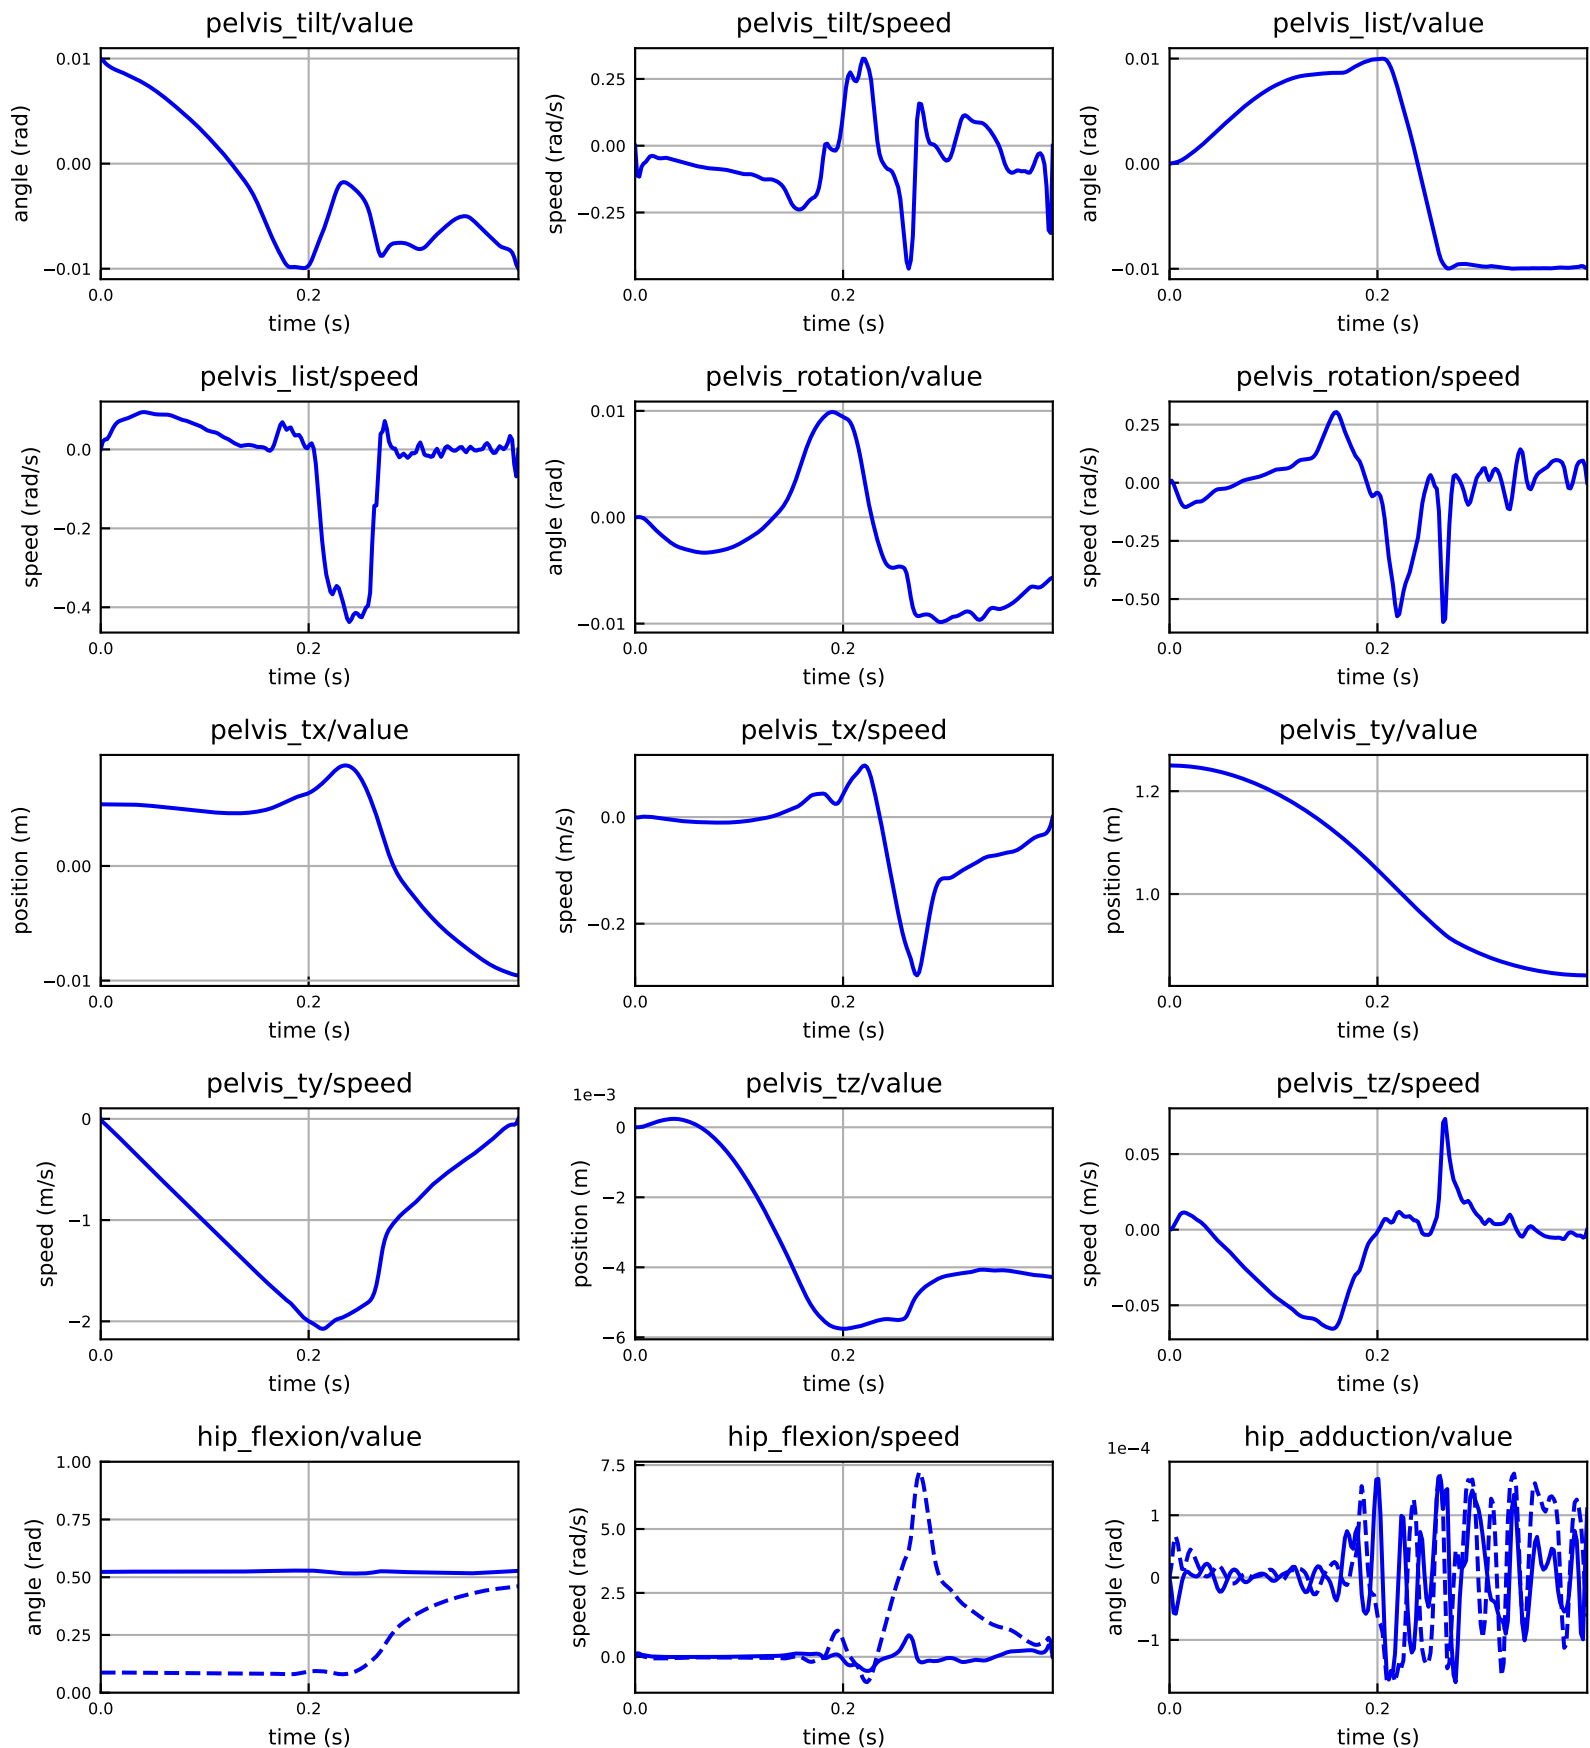 pelvis_tilt/value
angle (rad)
0.01
0.00
−0.01
0.0
0.2
time (s)
pelvis_tilt/speed
speed (rad/s)
0.25
0.00
−0.25
0.0
0.2
time (s)
pelvis_list/value
angle (rad)
0.01
0.00
−0.01
0.0
0.2
time (s)
pelvis_list/speed
speed (rad/s)
0.0
−0.2
−0.4
0.0
0.2
time (s)
pelvis_rotation/value
angle (rad)
0.01
0.00
−0.01
0.0
0.2
time (s)
pelvis_rotation/speed
speed (rad/s)
0.25
0.00
−0.25
−0.50
0.0
0.2
time (s)
pelvis_tx/value
position (m)
0.00
−0.01
0.0
0.2
time (s)
pelvis_tx/speed
speed (m/s)
0.0
−0.2
0.0
0.2
time (s)
pelvis_ty/value
position (m)
1.2
1.0
0.0
0.2
time (s)
pelvis_ty/speed
speed (m/s)
0
−1
−2
0.0
0.2
time (s)
pelvis_tz/value
1e−3
position (m)
0
−2
−4
−6
0.0
0.2
time (s)
pelvis_tz/speed
speed (m/s)
0.05
0.00
−0.05
0.0
0.2
time (s)
hip_flexion/value
angle (rad)
1.00
0.75
0.50
0.25
0.00
0.0
0.2
time (s)
hip_flexion/speed
speed (rad/s)
7.5
5.0
2.5
0.0
0.0
0.2
time (s)
hip_adduction/value
1e−4
angle (rad)
1
0
−1
0.0
0.2
time (s)